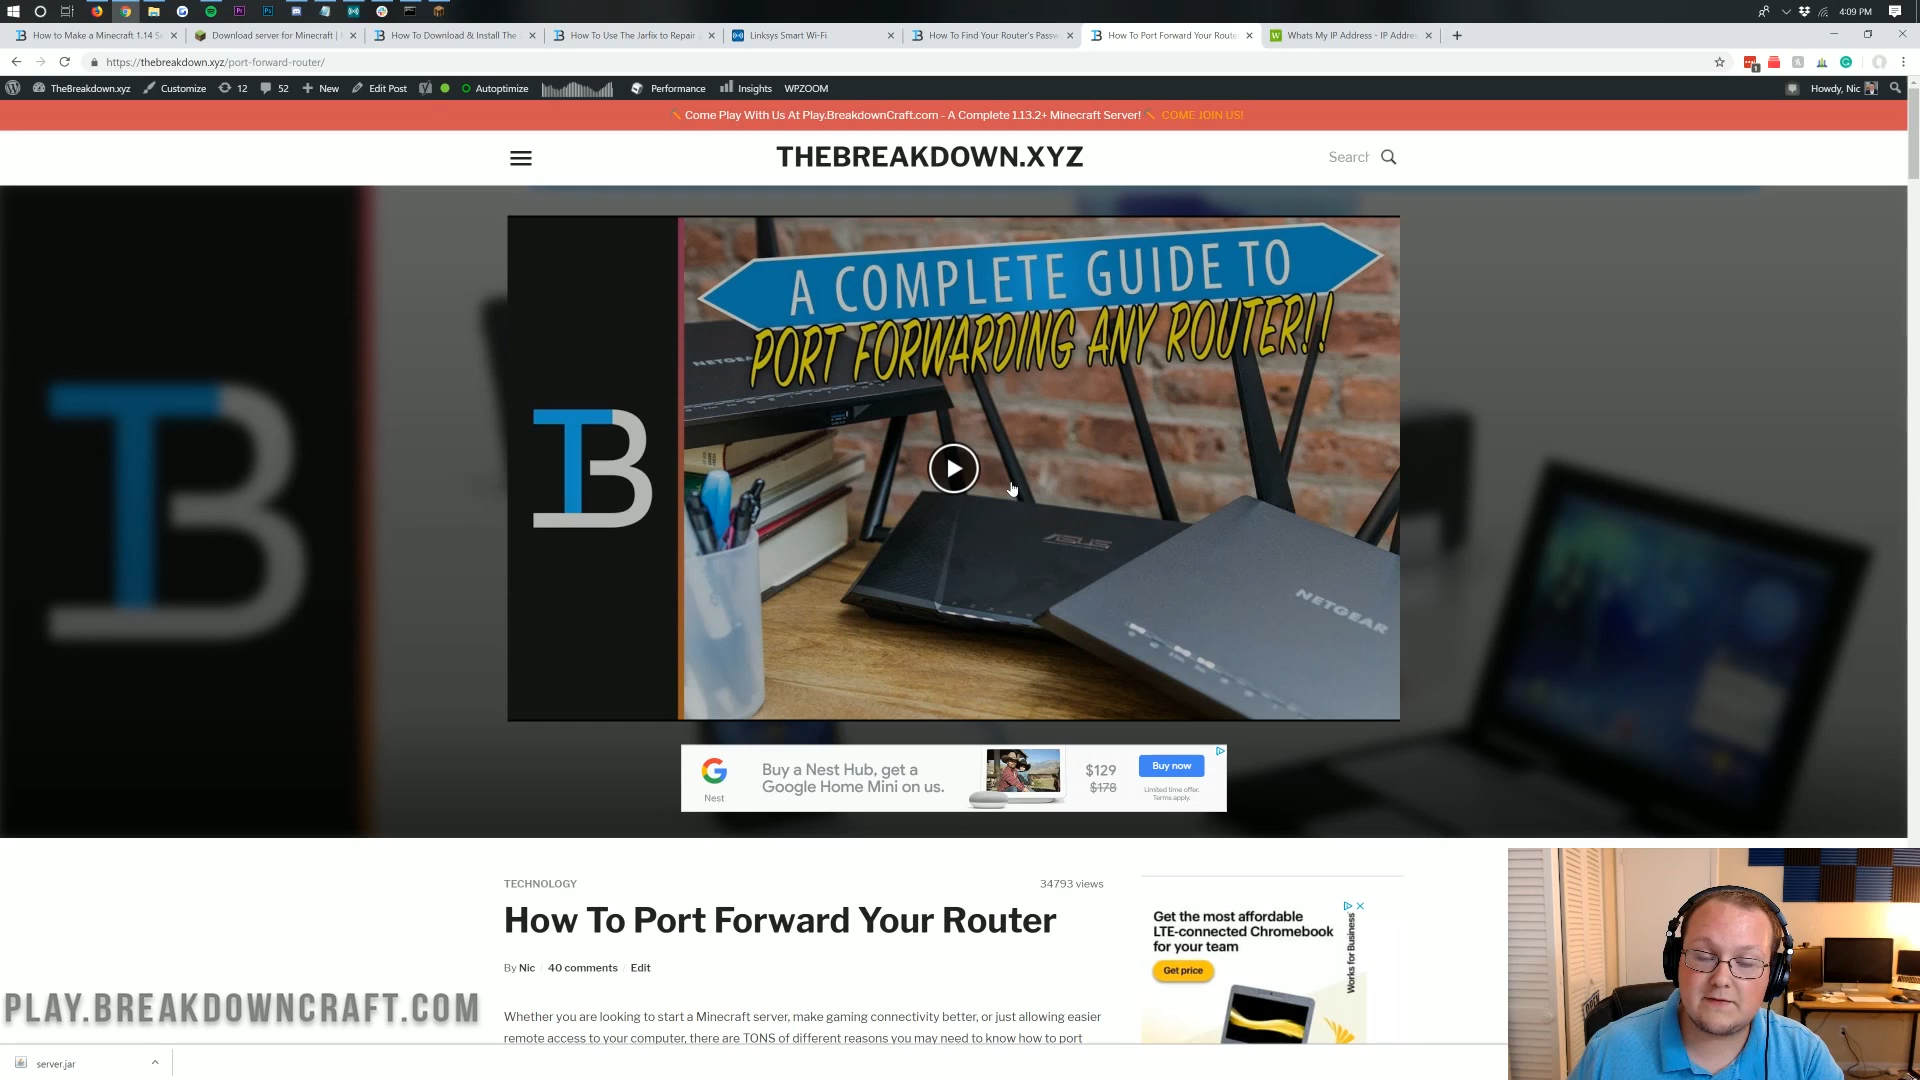 4:09 PM
How to Make a Minecraft 1.14 Se
Download server for Minecraft |
How To Download & Install The J
How To Use The Jarfix to Repair
Linksys Smart Wi-Fi
How To Find Your Router's Passw
How To Port Forward Your Route
Whats My IP Address - IP Addres
https://thebreakdown.xyz/port-forward-router/
TheBreakdown.xyz
Customize
12
52
New
Edit Post
Autoptimize
Performance
Insights
WPZOOM
Howdy, Nic
Come Play With Us At Play.BreakdownCraft.com - A Complete 1.13.2+ Minecraft Server!
COME JOIN US!
THEBREAKDOWN.XYZ
Search
A COMPLETE GUIDE TO
PORT FORWARDING ANY ROUTER!!
NETGEAR
TB
ASUS
NETGEAR
Nest
Buy a Nest Hub, get a
Google Home Mini on us.
$129
$178
Buy now
Limited time offer.
Terms apply.
TECHNOLOGY
34793 views
How To Port Forward Your Router
By Nic / 40 comments / Edit
Whether you are looking to start a Minecraft server, make gaming connectivity better, or just allowing easier
remote access to your computer, there are TONS of different reasons you may need to know how to port
Get the most affordable
LTE-connected Chromebook
for your team
Get price
Works for Business
PLAY.BREAKDOWNCRAFT.COM
server.jar